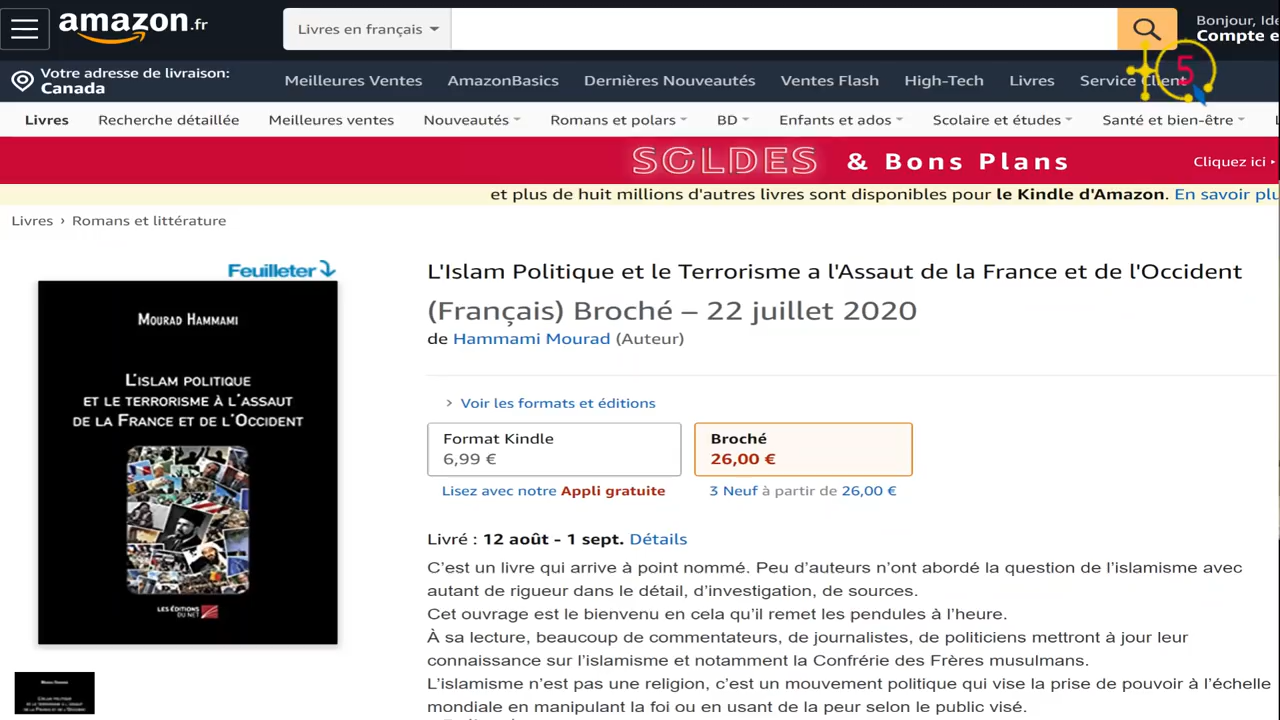 amazon.fr
Livres en français
Bonjour, Ide
Compte e
Votre adresse de livraison:
Canada
Meilleures Ventes AmazonBasics Dernières Nouveautés Ventes Flash High-Tech Livres Service Client
5
Livres Recherche détaillée Meilleures ventes Nouveautés Romans et polars BD Enfants et ados Scolaire et études Santé et bien-être
SOLDES & Bons Plans Cliquez ici
et plus de huit millions d'autres livres sont disponibles pour le Kindle d'Amazon. En savoir plu
Livres › Romans et littérature
Feuilleter
MOURAD HAMMAMI
L'ISLAM POLITIQUE
ET LE TERRORISME À L'ASSAUT
DE LA FRANCE ET DE L'OCCIDENT
LES ÉDITIONS
DU NET
L'Islam Politique et le Terrorisme a l'Assaut de la France et de l'Occident
(Français) Broché – 22 juillet 2020
de Hammami Mourad (Auteur)
› Voir les formats et éditions
Format Kindle
6,99 €
Broché
26,00 €
Lisez avec notre Appli gratuite
3 Neuf à partir de 26,00 €
Livré : 12 août - 1 sept. Détails
C'est un livre qui arrive à point nommé. Peu d'auteurs n'ont abordé la question de l'islamisme avec
autant de rigueur dans le détail, d'investigation, de sources.
Cet ouvrage est le bienvenu en cela qu'il remet les pendules à l'heure.
À sa lecture, beaucoup de commentateurs, de journalistes, de politiciens mettront à jour leur
connaissance sur l'islamisme et notamment la Confrérie des Frères musulmans.
L'islamisme n'est pas une religion, c'est un mouvement politique qui vise la prise de pouvoir à l'échelle
mondiale en manipulant la foi ou en usant de la peur selon le public visé.